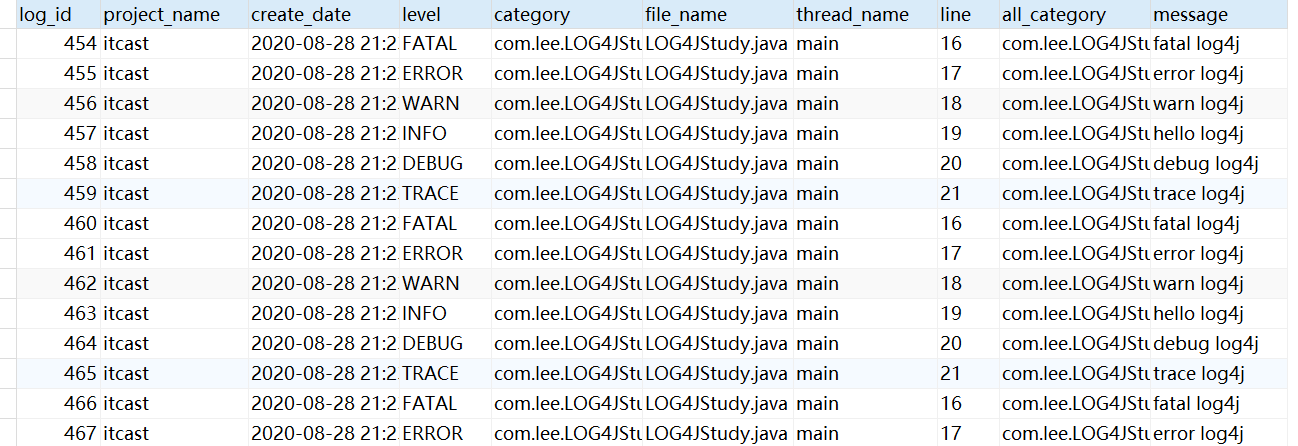 log_id project_name create_date level category file_name thread_name line all_category message
454 itcast 2020-08-28 21:2 FATAL com.lee.LOG4JStu LOG4JStudy.java main 16 com.lee.LOG4JStu fatal log4j
455 itcast 2020-08-28 21:2 ERROR com.lee.LOG4JStu LOG4JStudy.java main 17 com.lee.LOG4JStu error log4j
456 itcast 2020-08-28 21:2 WARN com.lee.LOG4JStu LOG4JStudy.java main 18 com.lee.LOG4JStu warn log4j
457 itcast 2020-08-28 21:2 INFO com.lee.LOG4JStu LOG4JStudy.java main 19 com.lee.LOG4JStu hello log4j
458 itcast 2020-08-28 21:2 DEBUG com.lee.LOG4JStu LOG4JStudy.java main 20 com.lee.LOG4JStu debug log4j
459 itcast 2020-08-28 21:2 TRACE com.lee.LOG4JStu LOG4JStudy.java main 21 com.lee.LOG4JStu trace log4j
460 itcast 2020-08-28 21:2 FATAL com.lee.LOG4JStu LOG4JStudy.java main 16 com.lee.LOG4JStu fatal log4j
461 itcast 2020-08-28 21:2 ERROR com.lee.LOG4JStu LOG4JStudy.java main 17 com.lee.LOG4JStu error log4j
462 itcast 2020-08-28 21:2 WARN com.lee.LOG4JStu LOG4JStudy.java main 18 com.lee.LOG4JStu warn log4j
463 itcast 2020-08-28 21:2 INFO com.lee.LOG4JStu LOG4JStudy.java main 19 com.lee.LOG4JStu hello log4j
464 itcast 2020-08-28 21:2 DEBUG com.lee.LOG4JStu LOG4JStudy.java main 20 com.lee.LOG4JStu debug log4j
465 itcast 2020-08-28 21:2 TRACE com.lee.LOG4JStu LOG4JStudy.java main 21 com.lee.LOG4JStu trace log4j
466 itcast 2020-08-28 21:2 FATAL com.lee.LOG4JStu LOG4JStudy.java main 16 com.lee.LOG4JStu fatal log4j
467 itcast 2020-08-28 21:2 ERROR com.lee.LOG4JStu LOG4JStudy.java main 17 com.lee.LOG4JStu error log4j